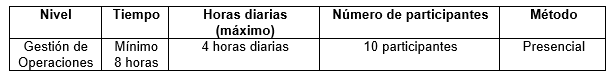 Nivel Tiempo Horas diarias Número de participantes Método
(máximo)
Gestión de Mínimo 4 horas diarias 10 participantes Presencial
Operaciones 8 horas